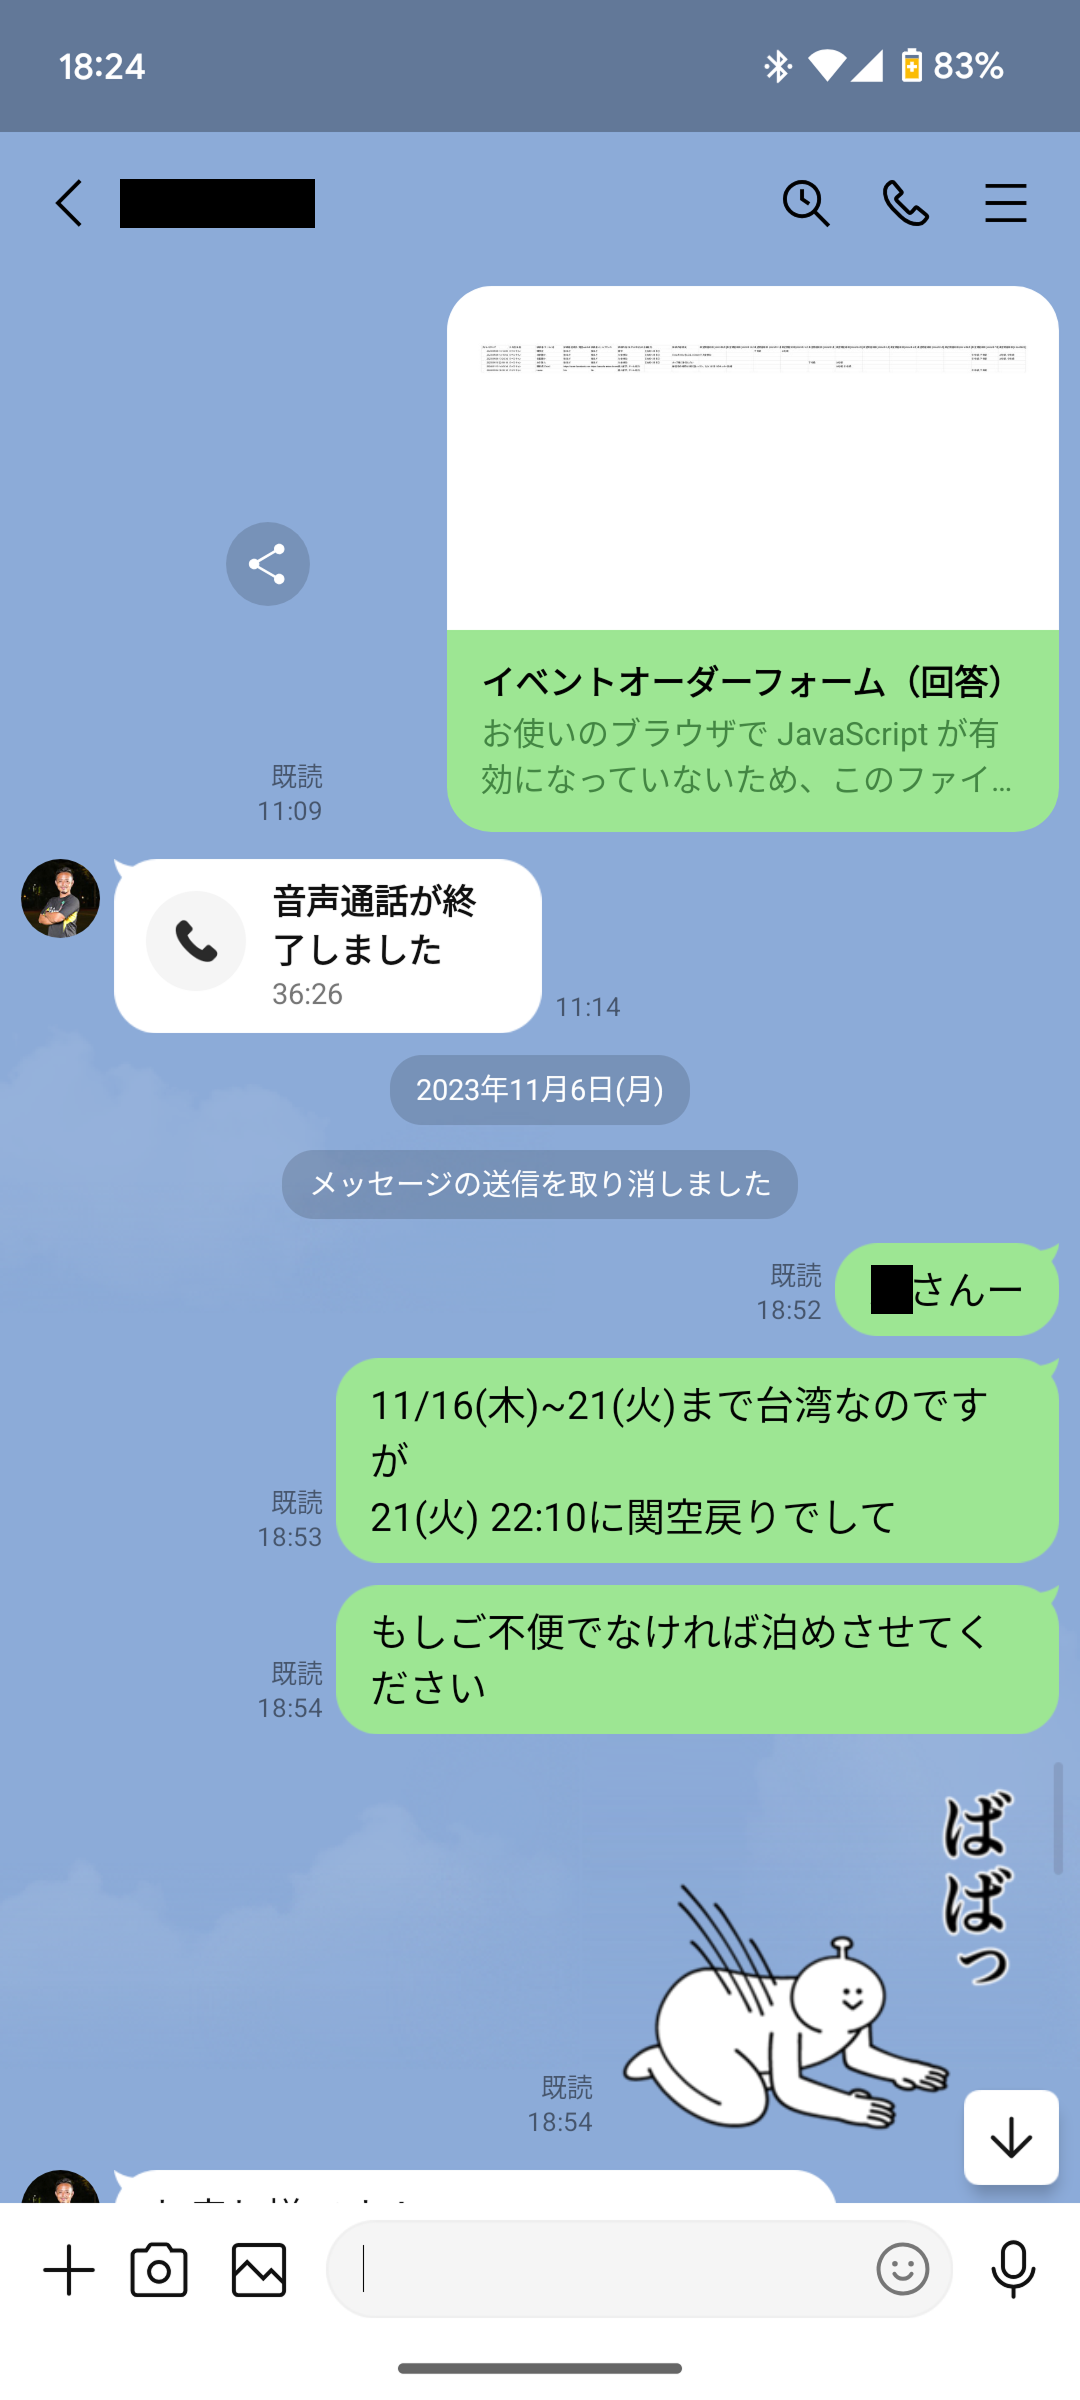 18:24
83%
イベントオーダーフォーム（回答）
お使いのブラウザで JavaScript が有
効になっていないため、このファイ...
既読
11:09
音声通話が終
了しました
36:26
11:14
2023年11月6日(月)
メッセージの送信を取り消しました
さんー
既読
18:52
11/16(木)~21(火)まで台湾なのです
が
21(火) 22:10に関空戻りでして
既読
18:53
もしご不便でなければ泊めさせてく
ださい
既読
18:54
ばばっ
既読
18:54